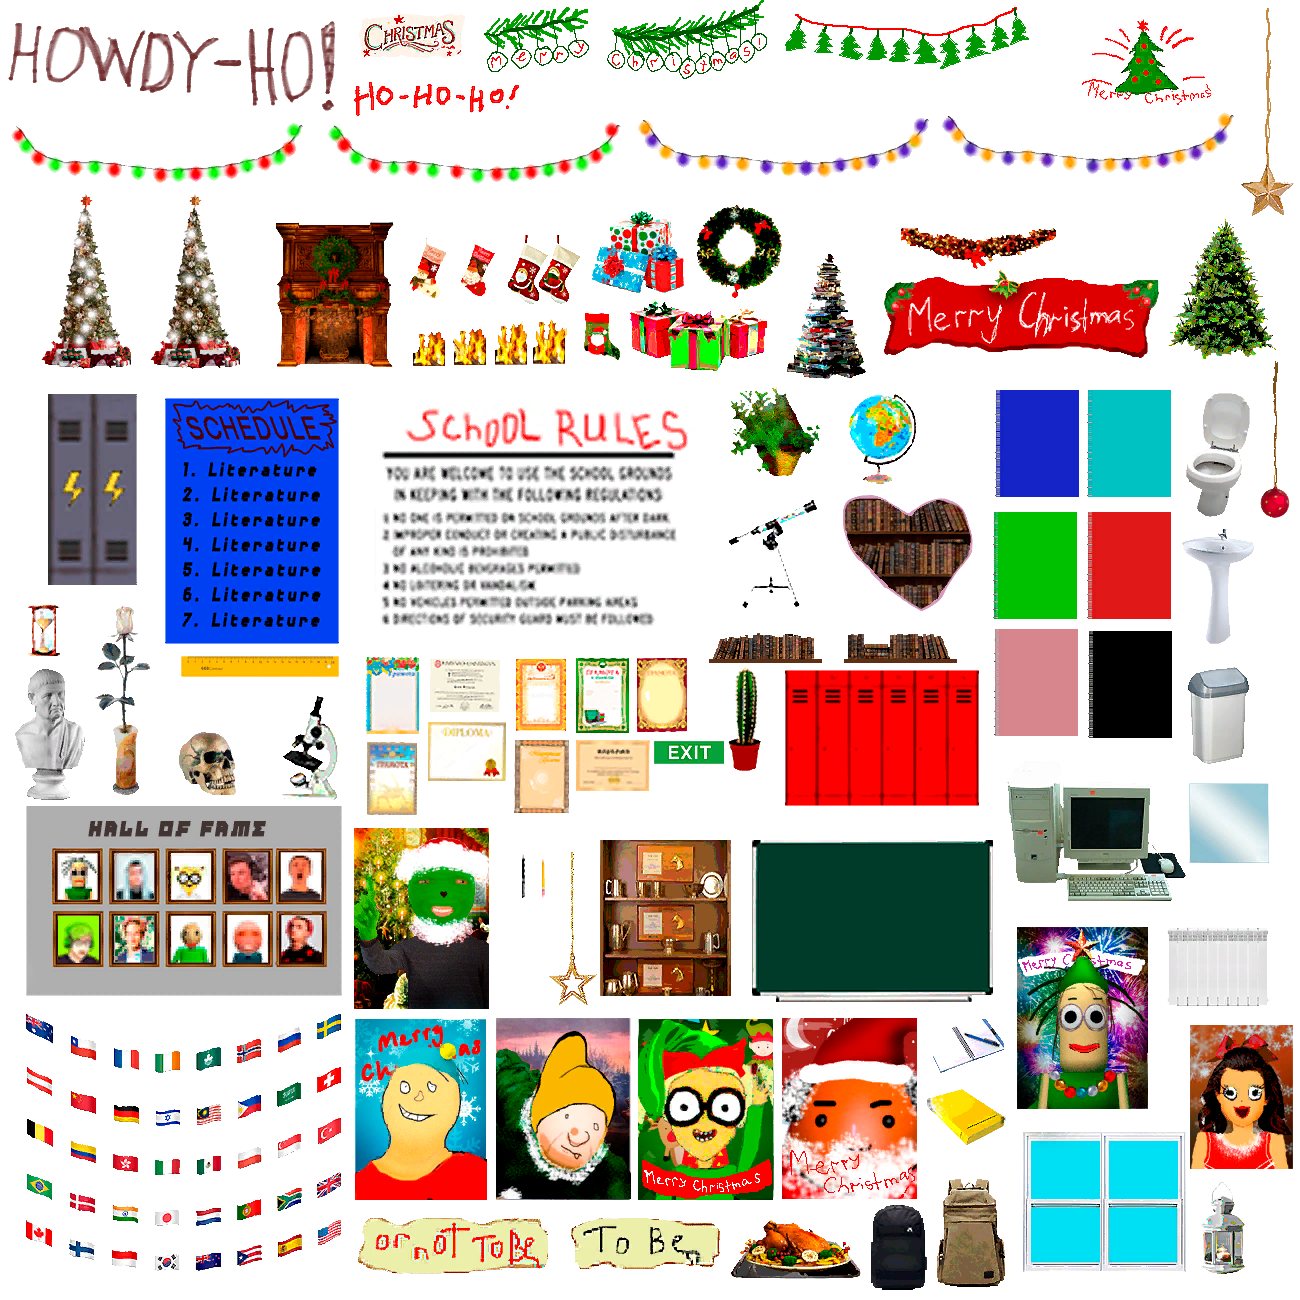 HOWDY-HO!
CHRISTMAS
Merry
Christmas!
HO-HO-HO!
Merry Christmas
Merry Christmas
SCHEDULE
1. Literature
2. Literature
3. Literature
4. Literature
5. Literature
6. Literature
7. Literature
SCHOOL RULES
YOU ARE WELCOME TO USE THE SCHOOL GROUNDS
IN KEEPING WITH THE FOLLOWING REGULATIONS
1 NO ONE IS PERMITTED ON SCHOOL GROUNDS AFTER DARK
2 IMPROPER CONDUCT OR CREATING A PUBLIC DISTURBANCE
OF ANY KIND IS PROHIBITED
3 NO ALCOHOLIC BEVERAGES PERMITTED
4 NO LOITERING OR VANDALISM
5 NO VEHICLES PERMITTED OUTSIDE PARKING AREAS
6 DIRECTIONS OF SECURITY GUARD MUST BE FOLLOWED
Грамота
ГРАМОТА
DIPLOMA
ГРАМОТА
EXIT
HALL OF FAME
Merry Christmas
Merry
Ch as
Merry Christmas
Merry
Christmas
or not To Be
To Be,